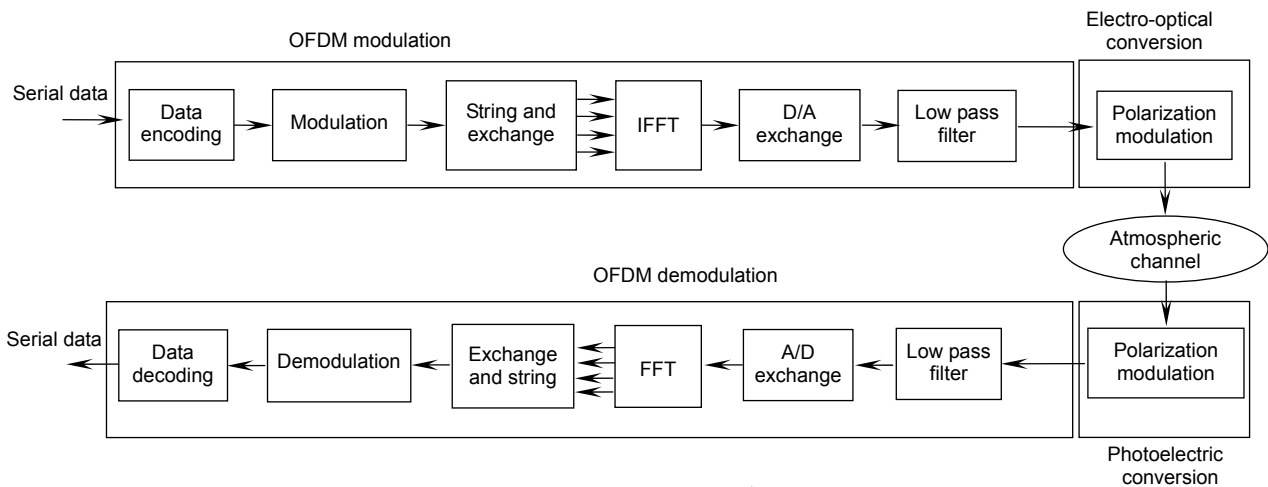 OFDM modulation
Electro-optical
conversion
Serial data
Data
encoding
Modulation
String and
exchange
IFFT
D/A
exchange
Low pass
filter
Polarization
modulation
Atmospheric
channel
OFDM demodulation
Serial data
Data
decoding
Demodulation
Exchange
and string
FFT
A/D
exchange
Low pass
filter
Polarization
modulation
Photoelectric
conversion